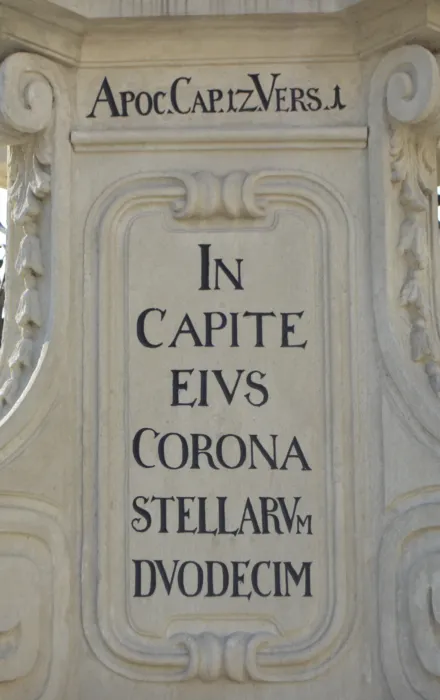 APOC. CAP. 12. VERS. 1
IN
CAPITE
EIVS
CORONA
STELLARVM
DVODECIM